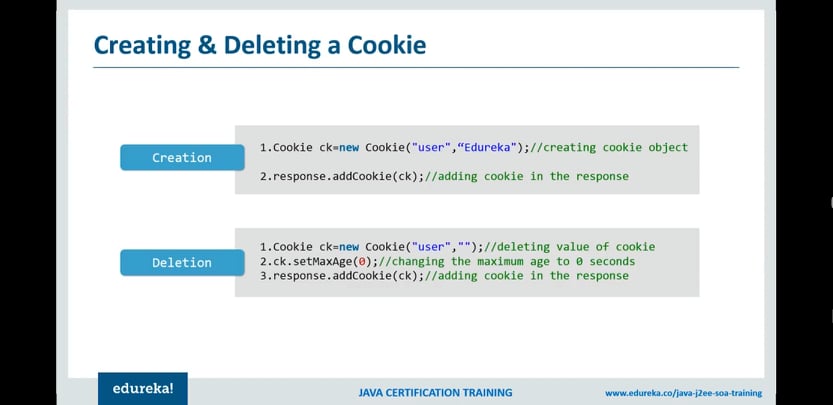 Creating & Deleting a Cookie
Creation
1.Cookie ck=new Cookie("user",“Edureka");//creating cookie object
2.response.addCookie(ck);//adding cookie in the response
Deletion
1.Cookie ck=new Cookie("user","");//deleting value of cookie
2.ck.setMaxAge(0);//changing the maximum age to 0 seconds
3.response.addCookie(ck);//adding cookie in the response
edureka!
JAVA CERTIFICATION TRAINING
www.edureka.co/java-j2ee-soa-training